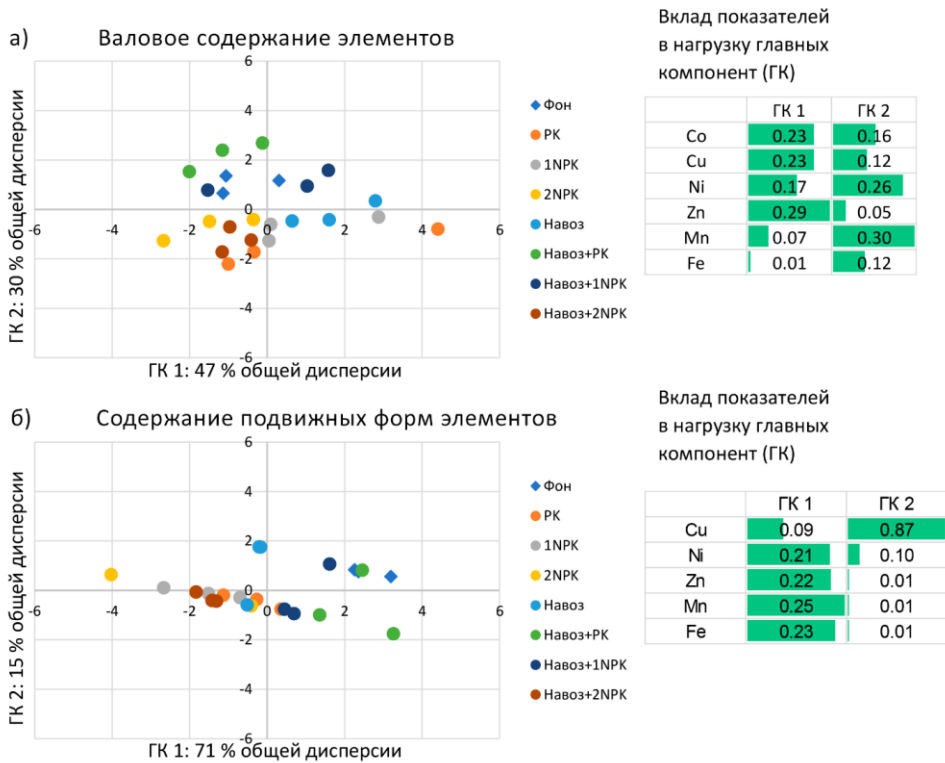 а) Валовое содержание элементов
Вклад показателей
в нагрузку главных
компонент (ГК)
6
4
2
0
-2
-4
-6
-6 -4 -2 0 2 4 6
ГК 2: 30 % общей дисперсии
ГК 1: 47 % общей дисперсии
Фон
PK
1NPK
2NPK
Навоз
Навоз+PK
Навоз+1NPK
Навоз+2NPK
ГК 1 ГК 2
Co 0.23 0.16
Cu 0.23 0.12
Ni 0.17 0.26
Zn 0.29 0.05
Mn 0.07 0.30
Fe 0.01 0.12
б) Содержание подвижных форм элементов
Вклад показателей
в нагрузку главных
компонент (ГК)
6
4
2
0
-2
-4
-6
-6 -4 -2 0 2 4 6
ГК 2: 15 % общей дисперсии
ГК 1: 71 % общей дисперсии
Фон
PK
1NPK
2NPK
Навоз
Навоз+PK
Навоз+1NPK
Навоз+2NPK
ГК 1 ГК 2
Cu 0.09 0.87
Ni 0.21 0.10
Zn 0.22 0.01
Mn 0.25 0.01
Fe 0.23 0.01